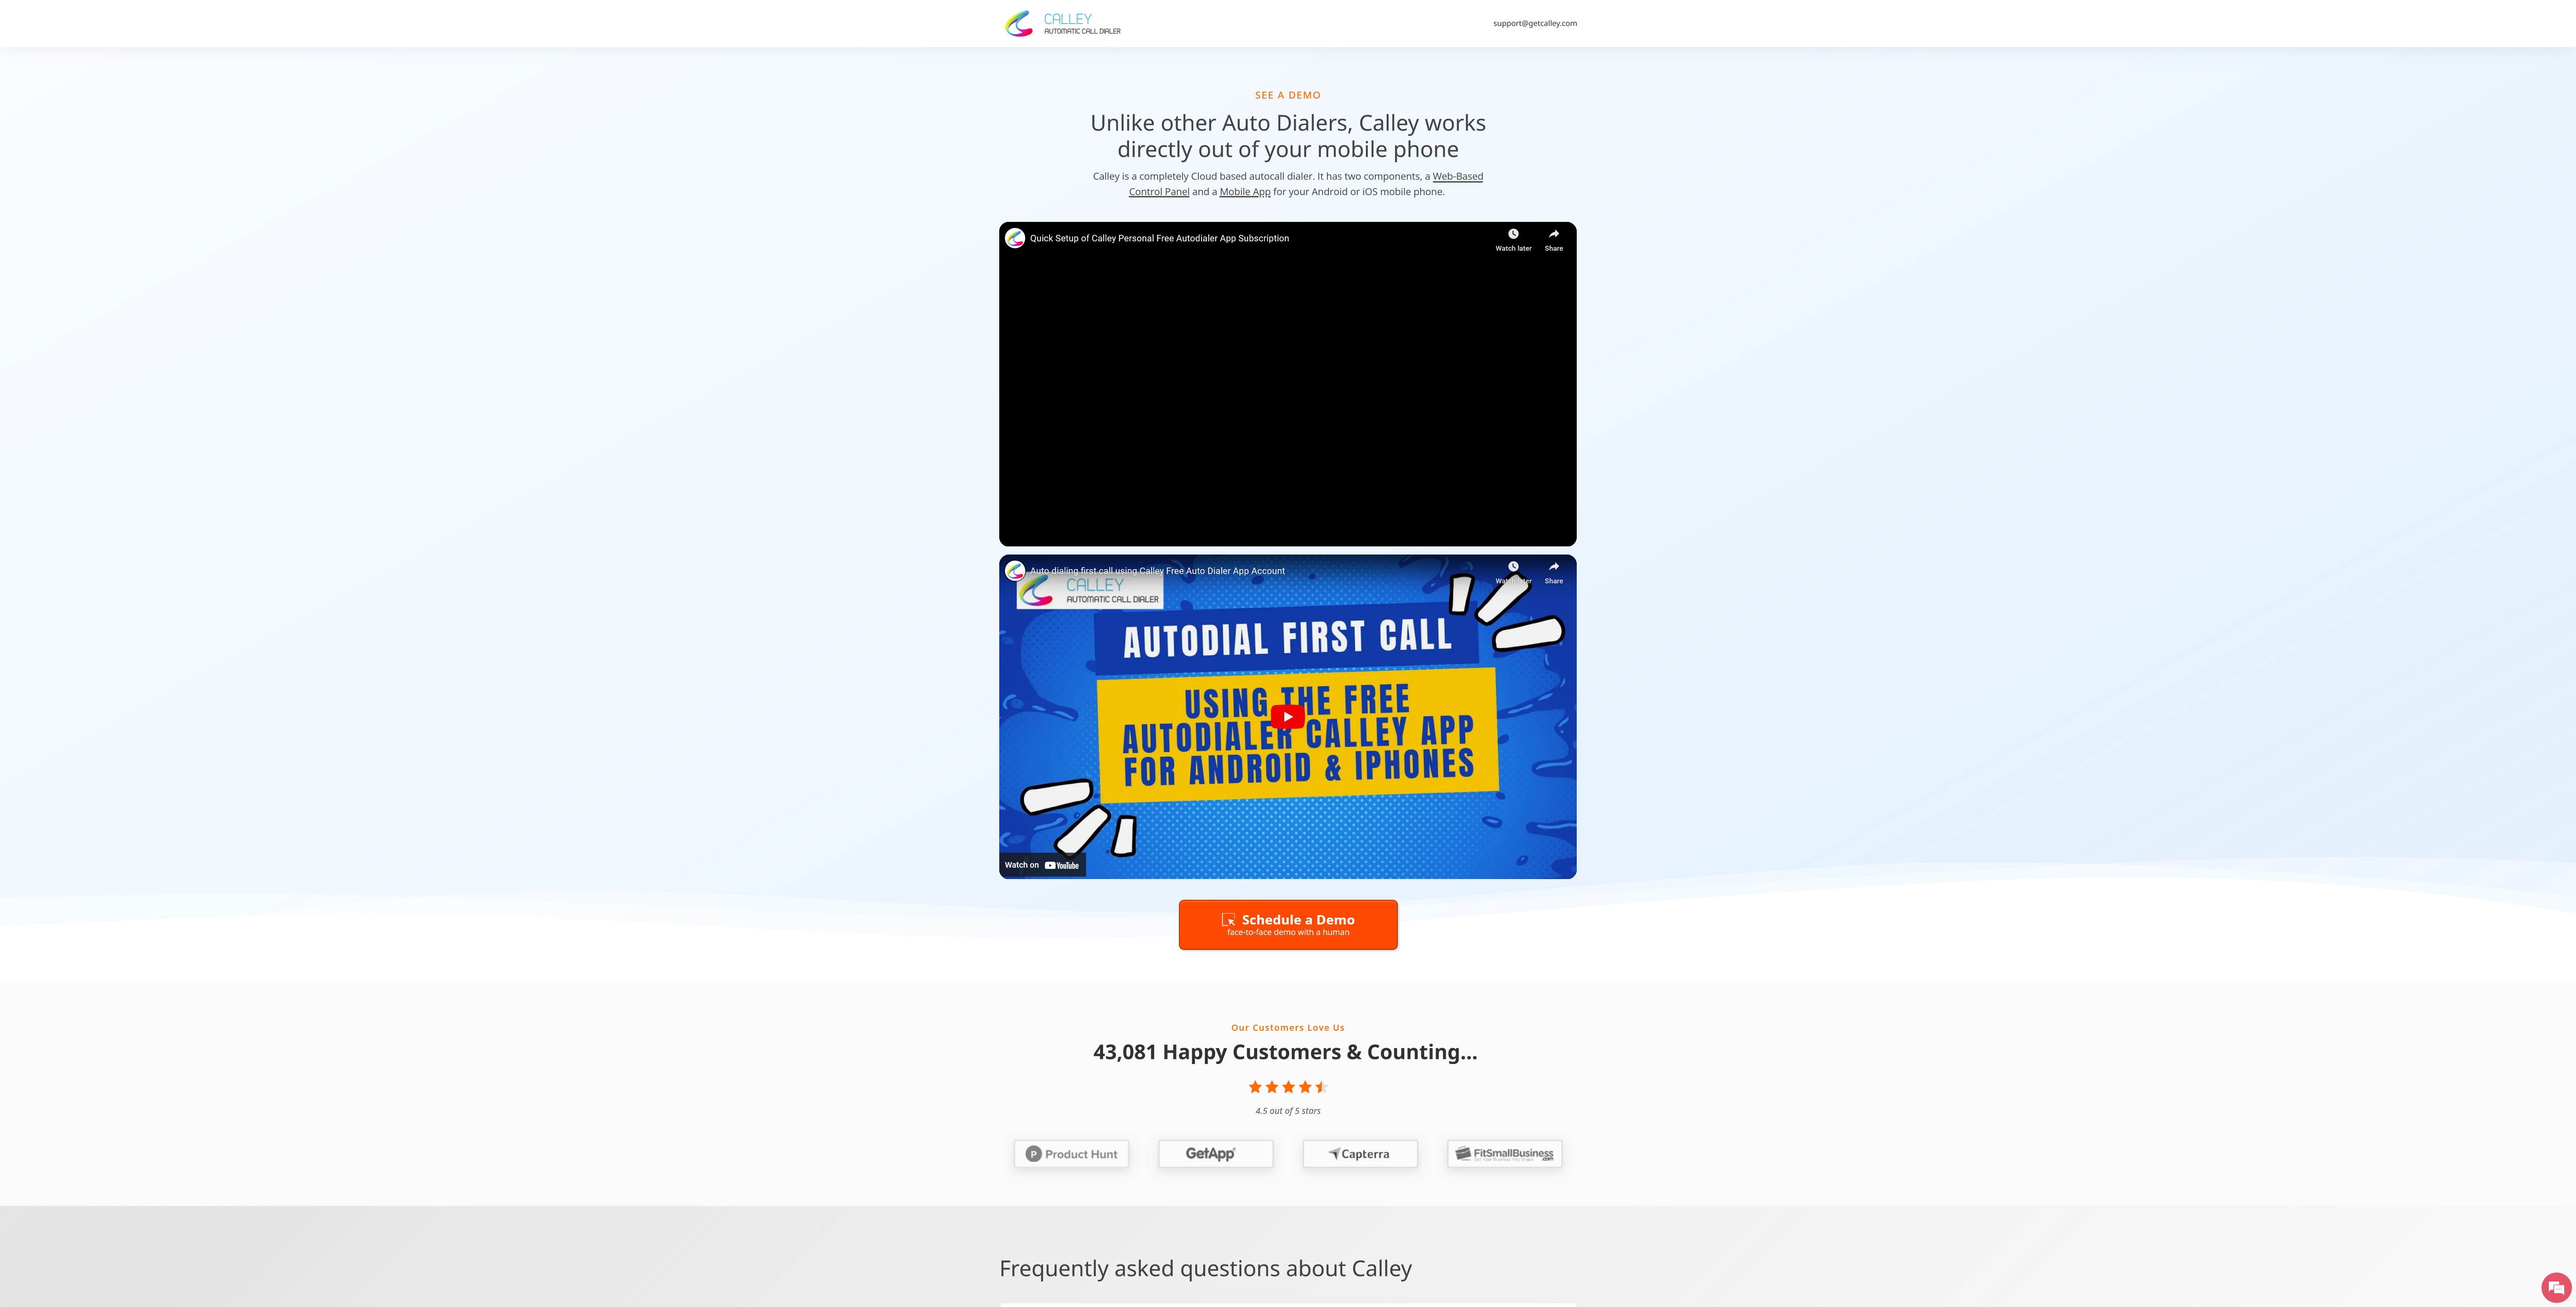 CALLEY
AUTOMATIC CALL DIALER
support@getcalley.com
SEE A DEMO
Unlike other Auto Dialers, Calley works
directly out of your mobile phone
Calley is a completely Cloud based autocall dialer. It has two components, a Web-Based
Control Panel and a Mobile App for your Android or iOS mobile phone.
Quick Setup of Calley Personal Free Autodialer App Subscription
Watch later
Share
Auto dialing first call using Calley Free Auto Dialer App Account
Watch later
Share
CALLEY
AUTOMATIC CALL DIALER
AUTODIAL FIRST CALL
USING THE FREE
AUTODIALER CALLEY APP
FOR ANDROID & IPHONES
Watch on YouTube
Schedule a Demo
face-to-face demo with a human
Our Customers Love Us
43,081 Happy Customers & Counting...
4.5 out of 5 stars
P Product Hunt
GetApp
Capterra
FitSmallBusiness
.com
Frequently asked questions about Calley